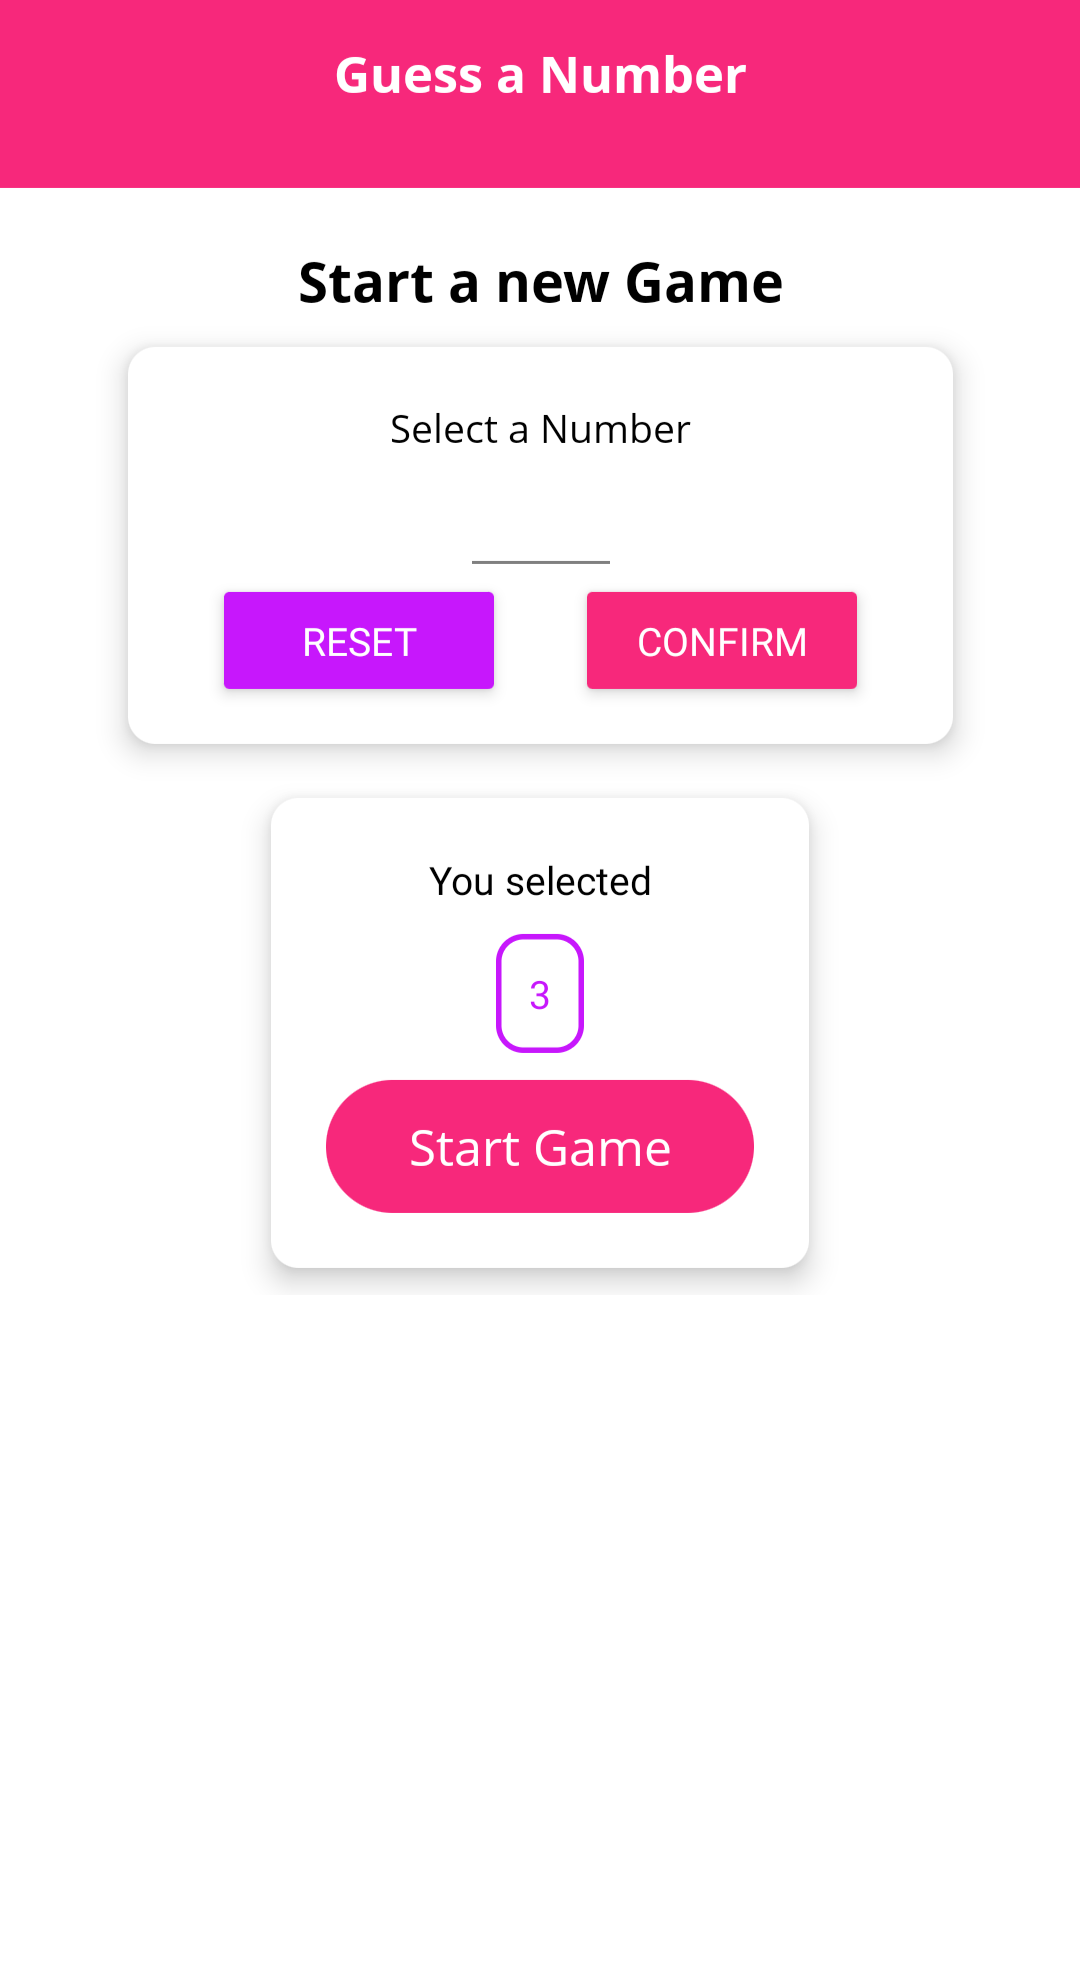 Guess a Number
Start a new Game
Select a Number
RESET
CONFIRM
You selected
3
Start Game